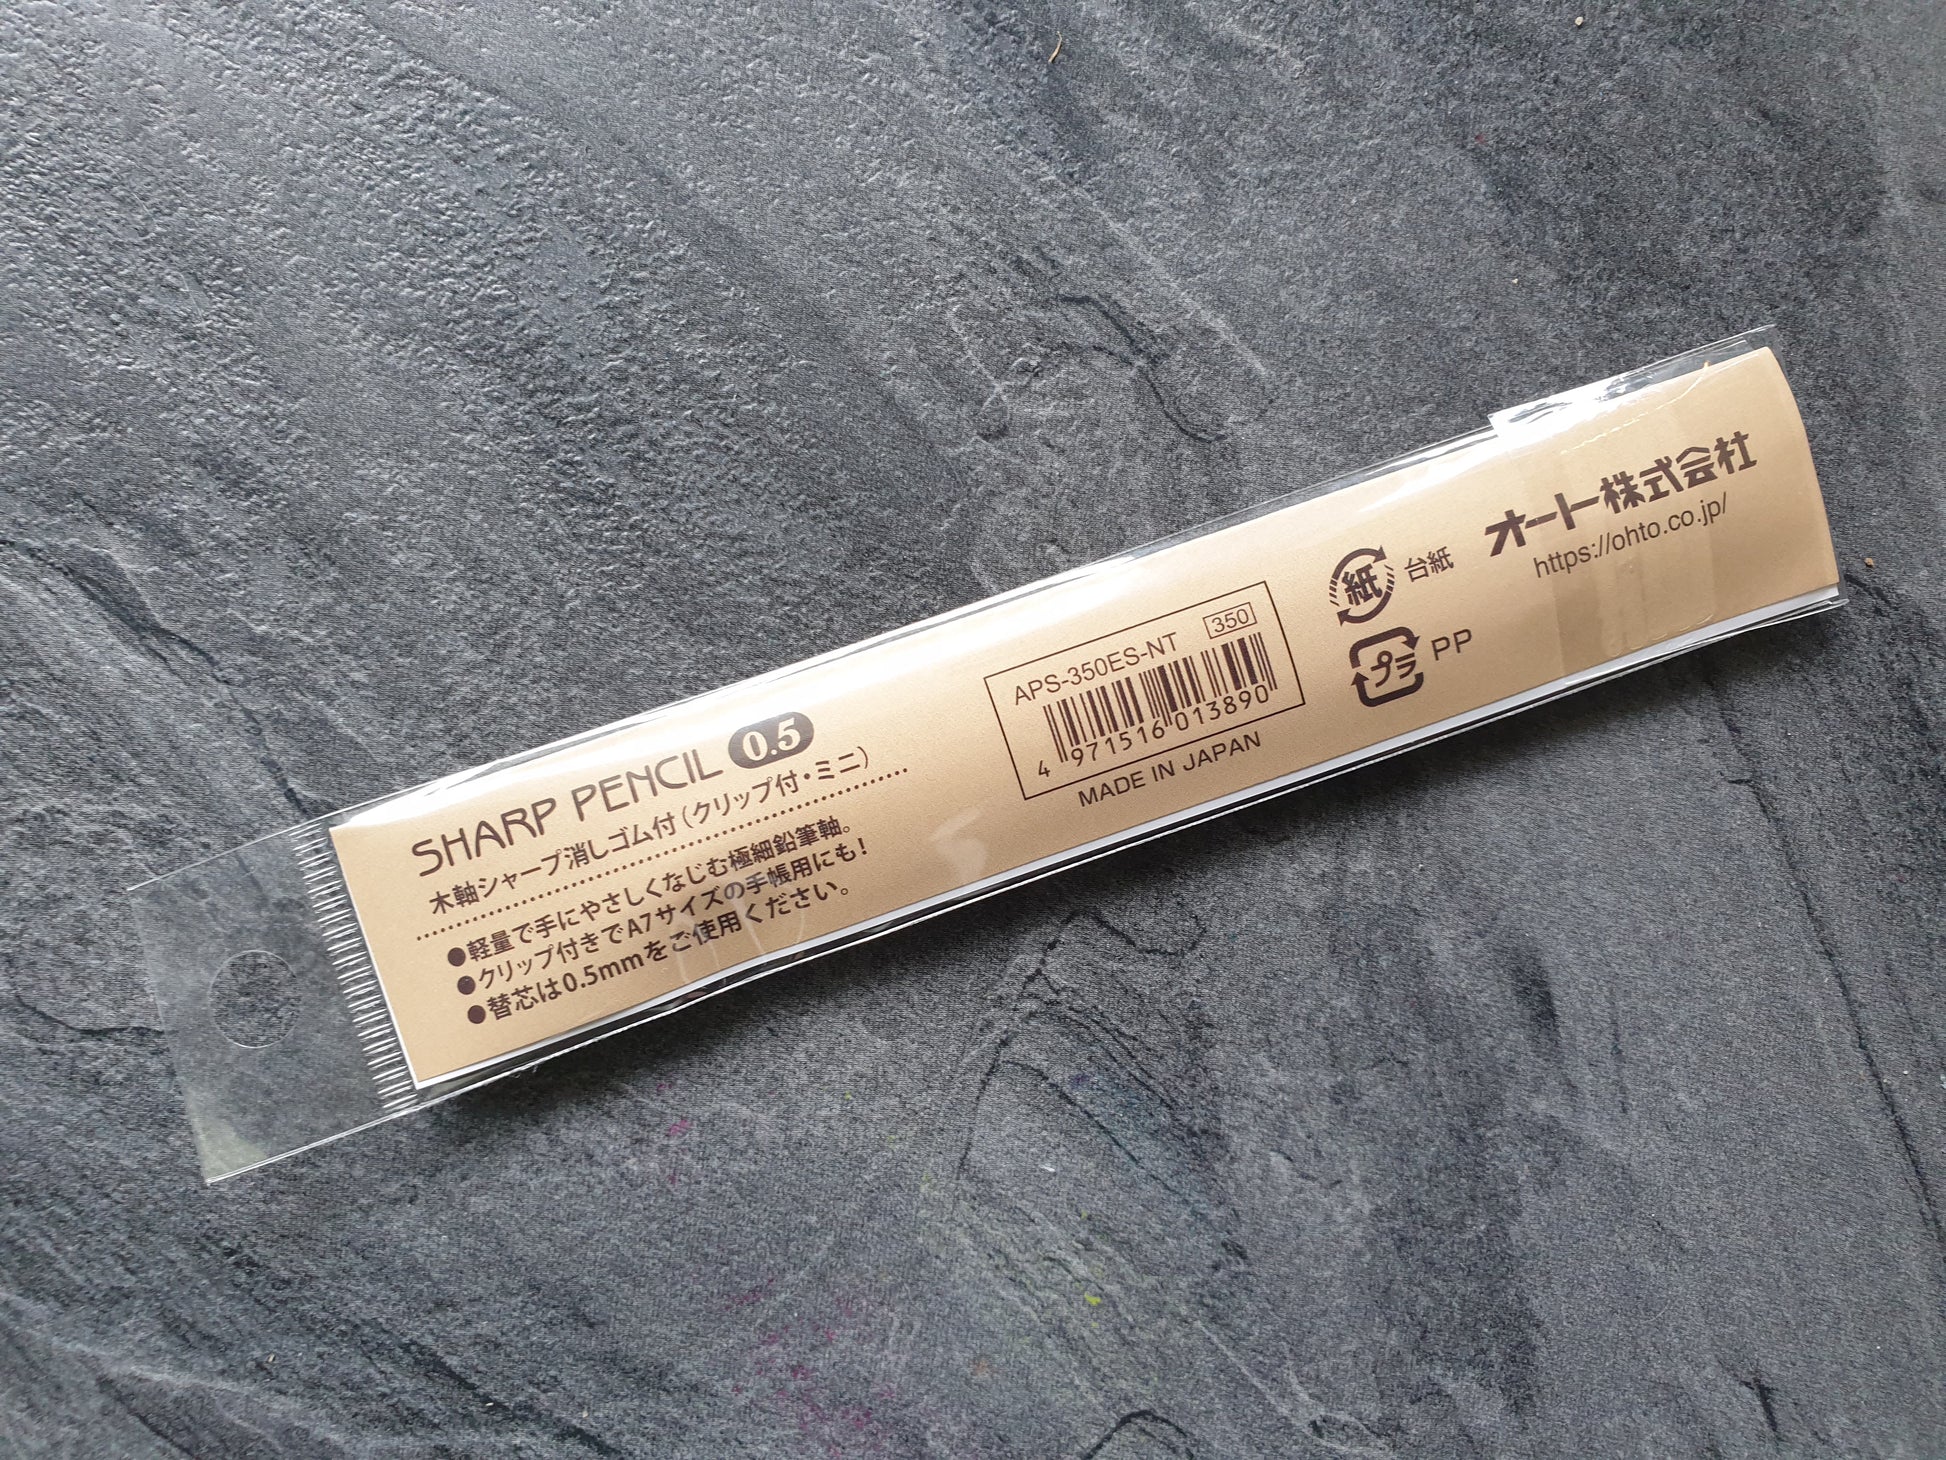 SHARP PENCIL 0.5
木軸シャープ消しゴム付(クリップ付・ミニ)
●軽量で手にやさしくなじむ極細鉛筆軸。
●クリップ付きでA7サイズの手帳用にも!
●替芯は0.5mmをご使用ください。
APS-350ES-NT 350
4 971516 013890
MADE IN JAPAN
紙 台紙
プラ PP
オート株式会社
https://ohto.co.jp/